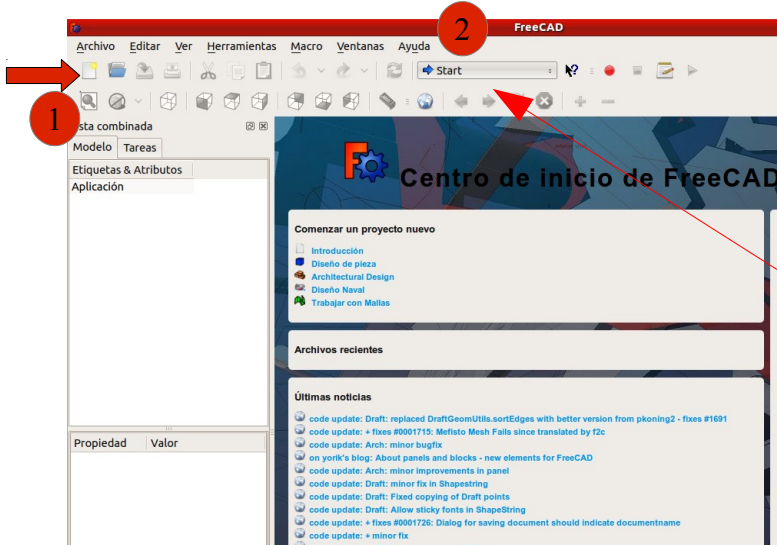 2
FreeCAD
Archivo Editar Ver Herramientas Macro Ventanas Ayuda
Start
1
sta combinada
Modelo Tareas
Etiquetas & Atributos
Aplicación
Centro de inicio de FreeCAD
Comenzar un proyecto nuevo
Introducción
Diseño de pieza
Architectural Design
Diseño Naval
Trabajar con Mallas
Archivos recientes
Últimas noticias
code update: Draft: replaced DraftGeomUtils.sortEdges with better version from pkoning2 - fixes #1691
code update: + fixes #0001715: Mefisto Mesh Fails since translated by f2c
code update: Arch: minor bugfix
on yorik's blog: About panels and blocks - new elements for FreeCAD
code update: Arch: minor improvements in panel
code update: Draft: minor fix in Shapestring
code update: Draft: Fixed copying of Draft points
code update: Draft: Allow sticky fonts in ShapeString
code update: + fixes #0001726: Dialog for saving document should indicate documentname
code update: + minor fix
Propiedad Valor